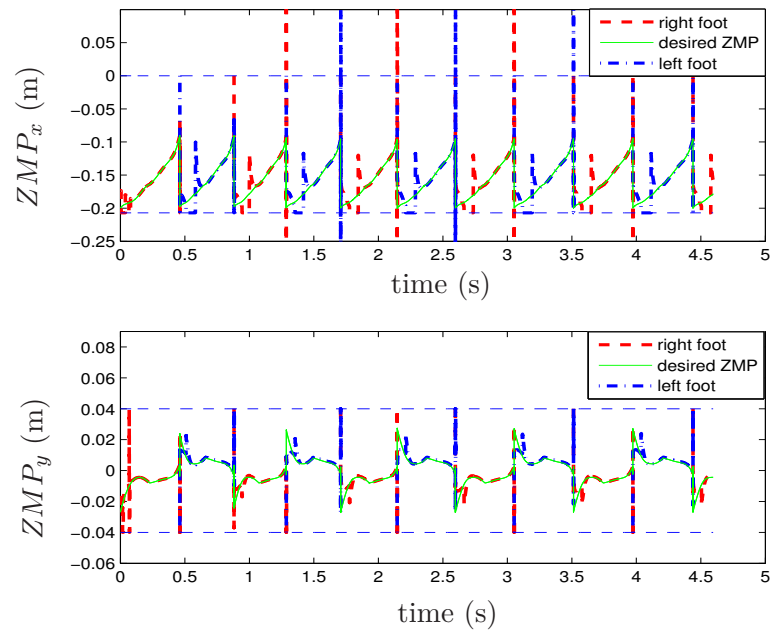 0.05
0
−0.05
−0.1
−0.15
−0.2
−0.25
ZMPx (m)
right foot
desired ZMP
left foot
0 0.5 1 1.5 2 2.5 3 3.5 4 4.5 5
time (s)
0.08
0.06
0.04
0.02
0
−0.02
−0.04
−0.06
ZMPy (m)
right foot
desired ZMP
left foot
0 0.5 1 1.5 2 2.5 3 3.5 4 4.5 5
time (s)